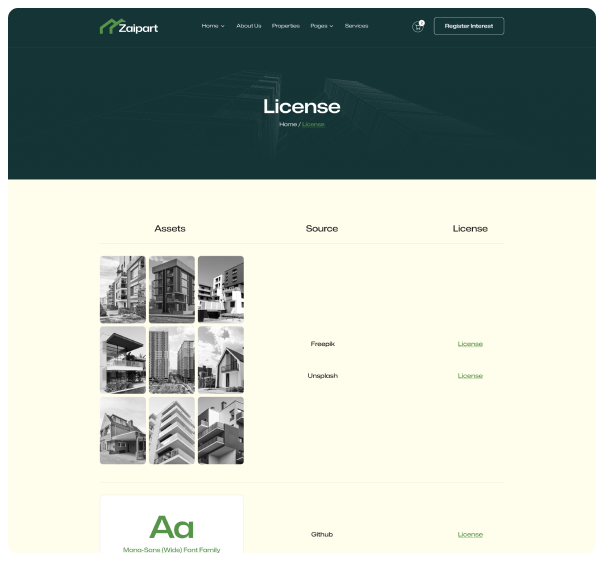 Zaipart
Home About Us Properties Pages Services
Register Interest
License
Home / License
Assets Source License
Freepik License
Unsplash License
Aa
Github License
Mona-Sans (Wide) Font Family